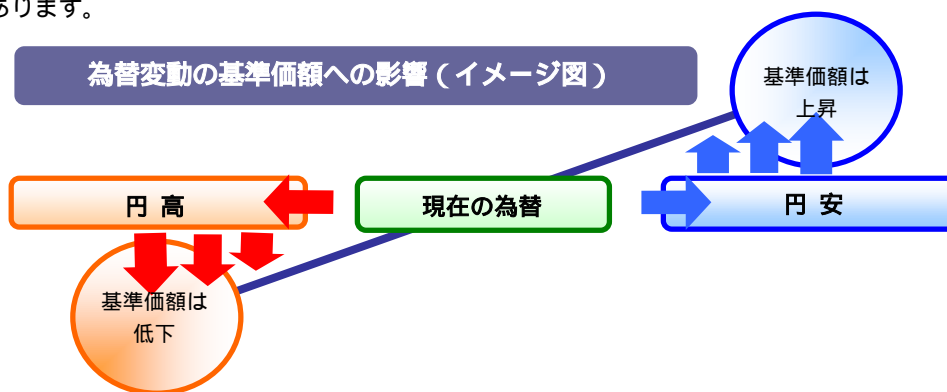 あります。
為替変動の基準価額への影響（イメージ図）
基準価額は
上昇
円 高
現在の為替
円 安
基準価額は
低下